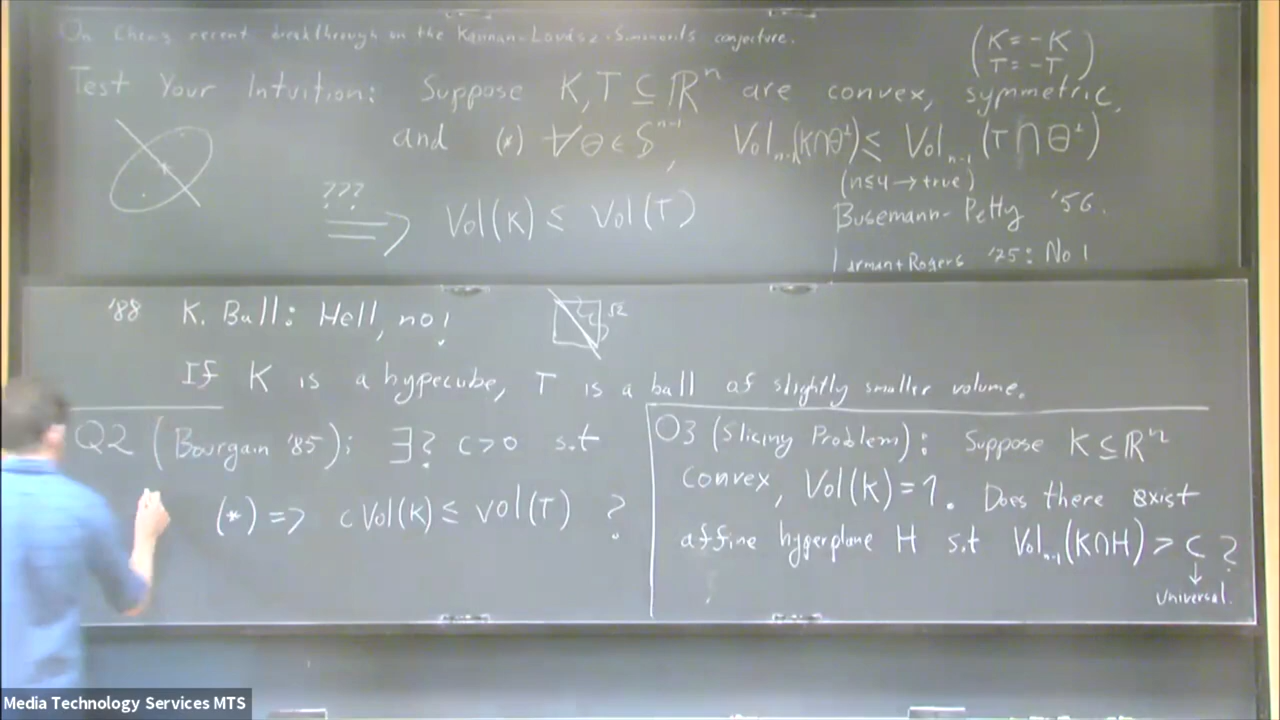 On Chen's recent breakthrough on the Kannan-Lovász-Simonovits conjecture.
(K = -K
T = -T)
Test Your Intuition: Suppose K, T ⊆ ℝⁿ are convex, symmetric,
and (*) ∀θ ∈ Sⁿ⁻¹, Volₙ₋₁(K∩θ⊥) ≤ Volₙ₋₁(T∩θ⊥)
(n≤4 → true)
??? ⟹ Vol(K) ≤ Vol(T)
Busemann-Petty '56.
arman+Rogers '75: No!
'88 K. Ball: Hell, no!
√2
If K is a hypecube, T is a ball of slightly smaller volume.
Q2 (Bourgain '85): ∃? c>0 s.t
(*) => c Vol(K) ≤ Vol(T) ?
Q3 (Slicing Problem): Suppose K ⊆ ℝⁿ
convex, Vol(K) = 1. Does there exist
affine hyperplane H s.t Volₙ₋₁(K∩H) > c ?
↓
universal.
Media Technology Services MTS